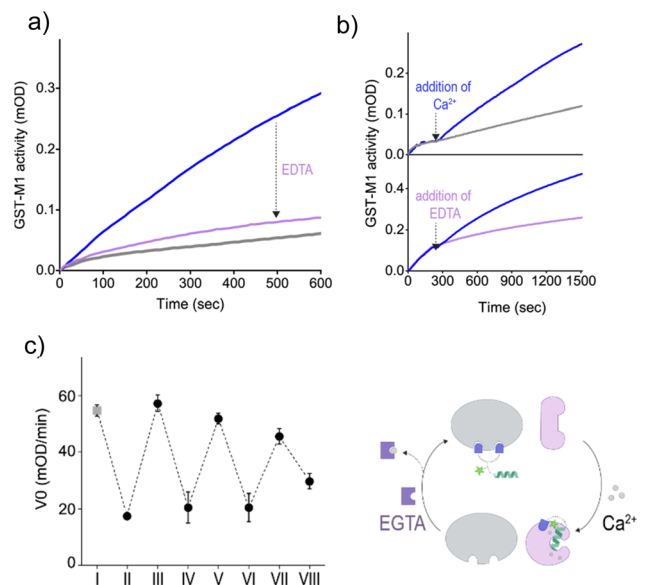 a)
GST-M1 activity (mOD)
0.3
0.2
0.1
0.0
EDTA
0 100 200 300 400 500 600
Time (sec)
b)
GST-M1 activity (mOD)
0.2
0.1
0.0
addition of
Ca²⁺
0.4
0.2
0.0
addition of
EDTA
0 300 600 900 1200 1500
Time (sec)
c)
V0 (mOD/min)
60
40
20
0
I II III IV V VI VII VIII
EGTA
Ca²⁺